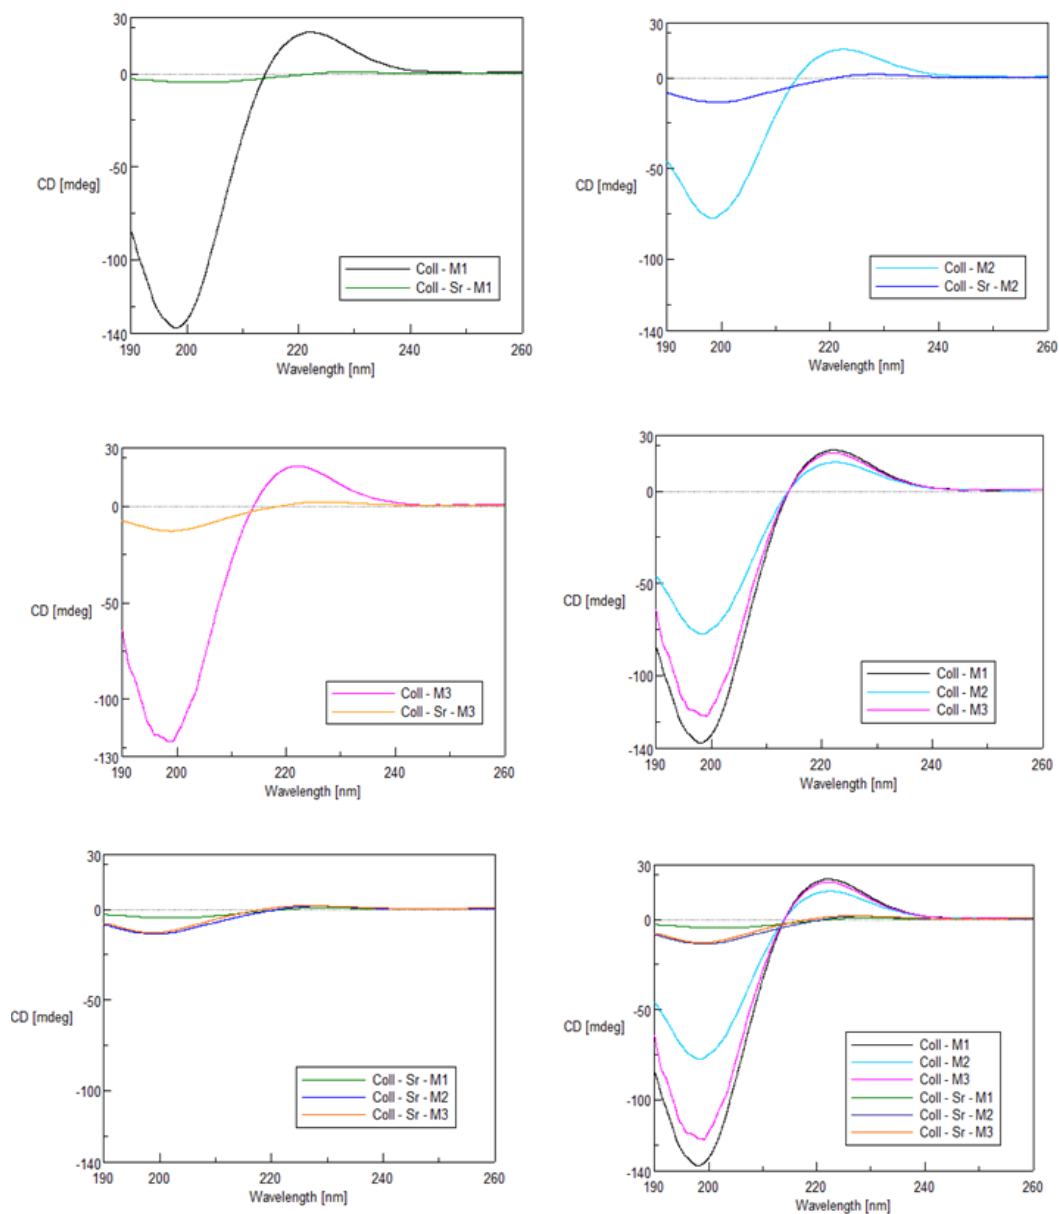 30
0
-50
-100
-140
CD [mdeg]
Coll - M1
Coll - Sr - M1
190 200 220 240 260
Wavelength [nm]
30
0
-50
-100
-140
CD [mdeg]
Coll - M2
Coll - Sr - M2
190 200 220 240 260
Wavelength [nm]
30
0
-50
-100
-130
CD [mdeg]
Coll - M3
Coll - Sr - M3
190 200 220 240 260
Wavelength [nm]
30
0
-50
-100
-140
CD [mdeg]
Coll - M1
Coll - M2
Coll - M3
190 200 220 240 260
Wavelength [nm]
30
0
-50
-100
-140
CD [mdeg]
Coll - Sr - M1
Coll - Sr - M2
Coll - Sr - M3
190 200 220 240 260
Wavelength [nm]
30
0
-50
-100
-140
CD [mdeg]
Coll - M1
Coll - M2
Coll - M3
Coll - Sr - M1
Coll - Sr - M2
Coll - Sr - M3
190 200 220 240 260
Wavelength [nm]